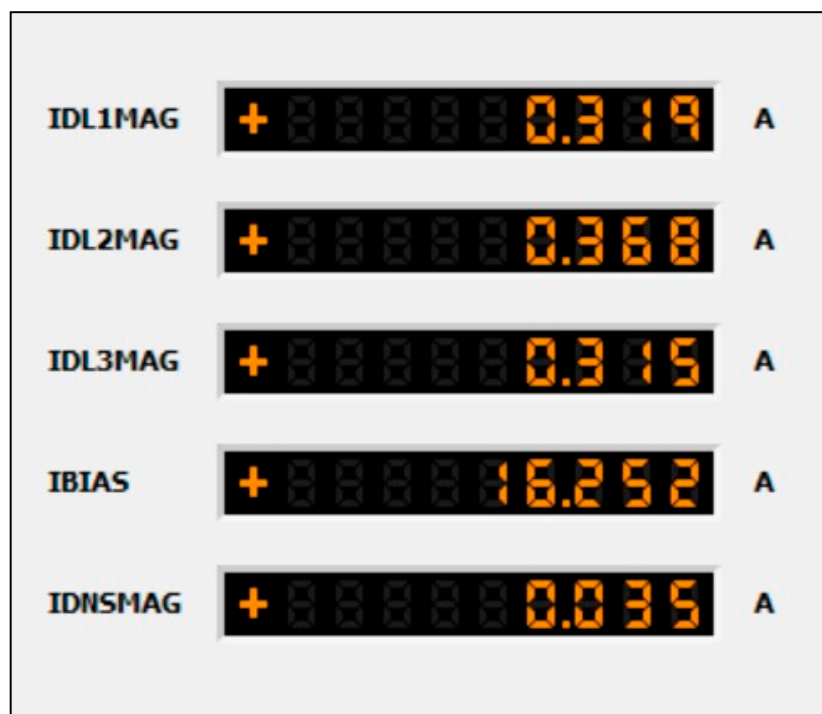 IDL1MAG +0.319 A
IDL2MAG +0.368 A
IDL3MAG +0.315 A
IBIAS +16.252 A
IDNSMAG +0.035 A